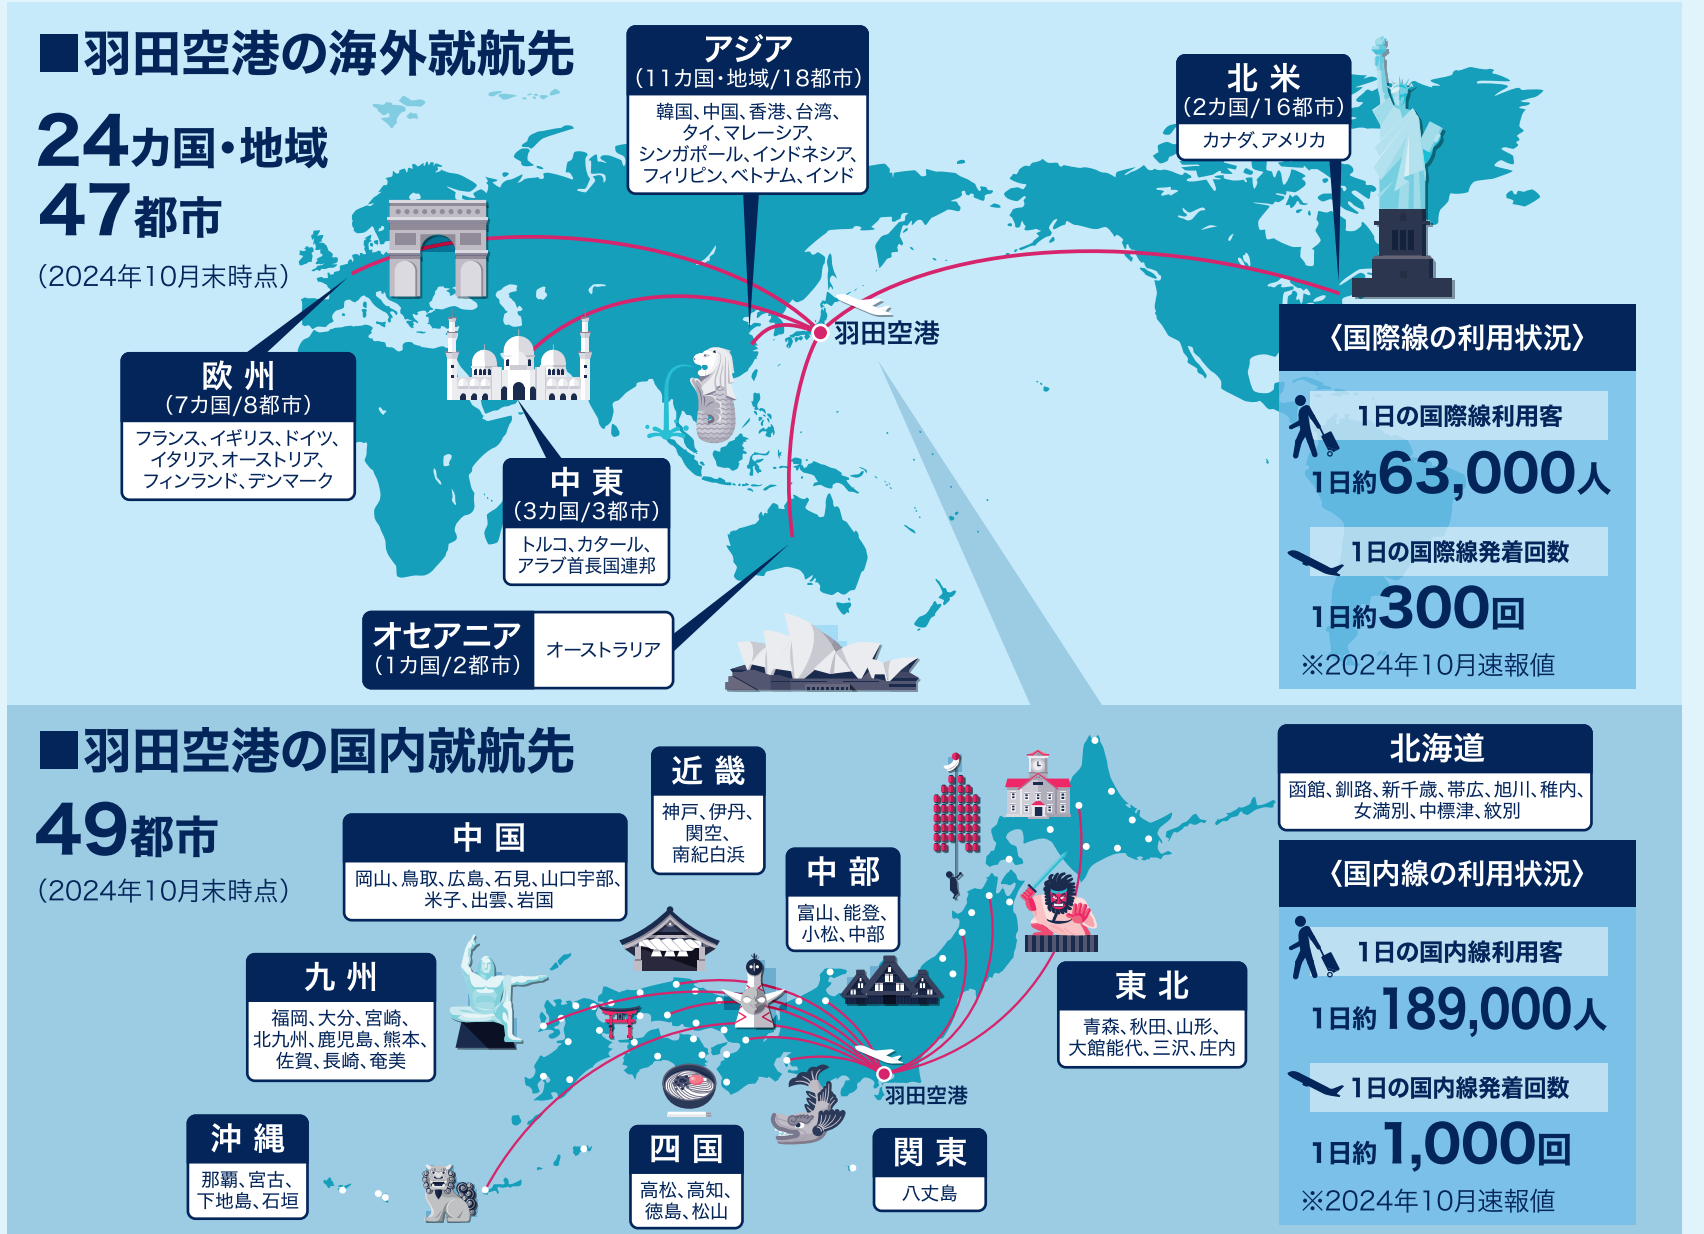 ■羽田空港の海外就航先
24カ国・地域
47都市
（2024年10月末時点）
アジア
（11カ国・地域/18都市）
韓国、中国、香港、台湾、
タイ、マレーシア、
シンガポール、インドネシア、
フィリピン、ベトナム、インド
北米
（2カ国/16都市）
カナダ、アメリカ
羽田空港
欧州
（7カ国/8都市）
フランス、イギリス、ドイツ、
イタリア、オーストリア、
フィンランド、デンマーク
中東
（3カ国/3都市）
トルコ、カタール、
アラブ首長国連邦
オセアニア
（1カ国/2都市）
オーストラリア
〈国際線の利用状況〉
1日の国際線利用客
1日約63,000人
1日の国際線発着回数
1日約300回
※2024年10月速報値
■羽田空港の国内就航先
49都市
（2024年10月末時点）
近畿
神戸、伊丹、
関空、
南紀白浜
北海道
函館、釧路、新千歳、帯広、旭川、稚内、
女満別、中標津、紋別
中国
岡山、鳥取、広島、石見、山口宇部、
米子、出雲、岩国
中部
富山、能登、
小松、中部
九州
福岡、大分、宮崎、
北九州、鹿児島、熊本、
佐賀、長崎、奄美
東北
青森、秋田、山形、
大館能代、三沢、庄内
羽田空港
沖縄
那覇、宮古、
下地島、石垣
四国
高松、高知、
徳島、松山
関東
八丈島
〈国内線の利用状況〉
1日の国内線利用客
1日約189,000人
1日の国内線発着回数
1日約1,000回
※2024年10月速報値